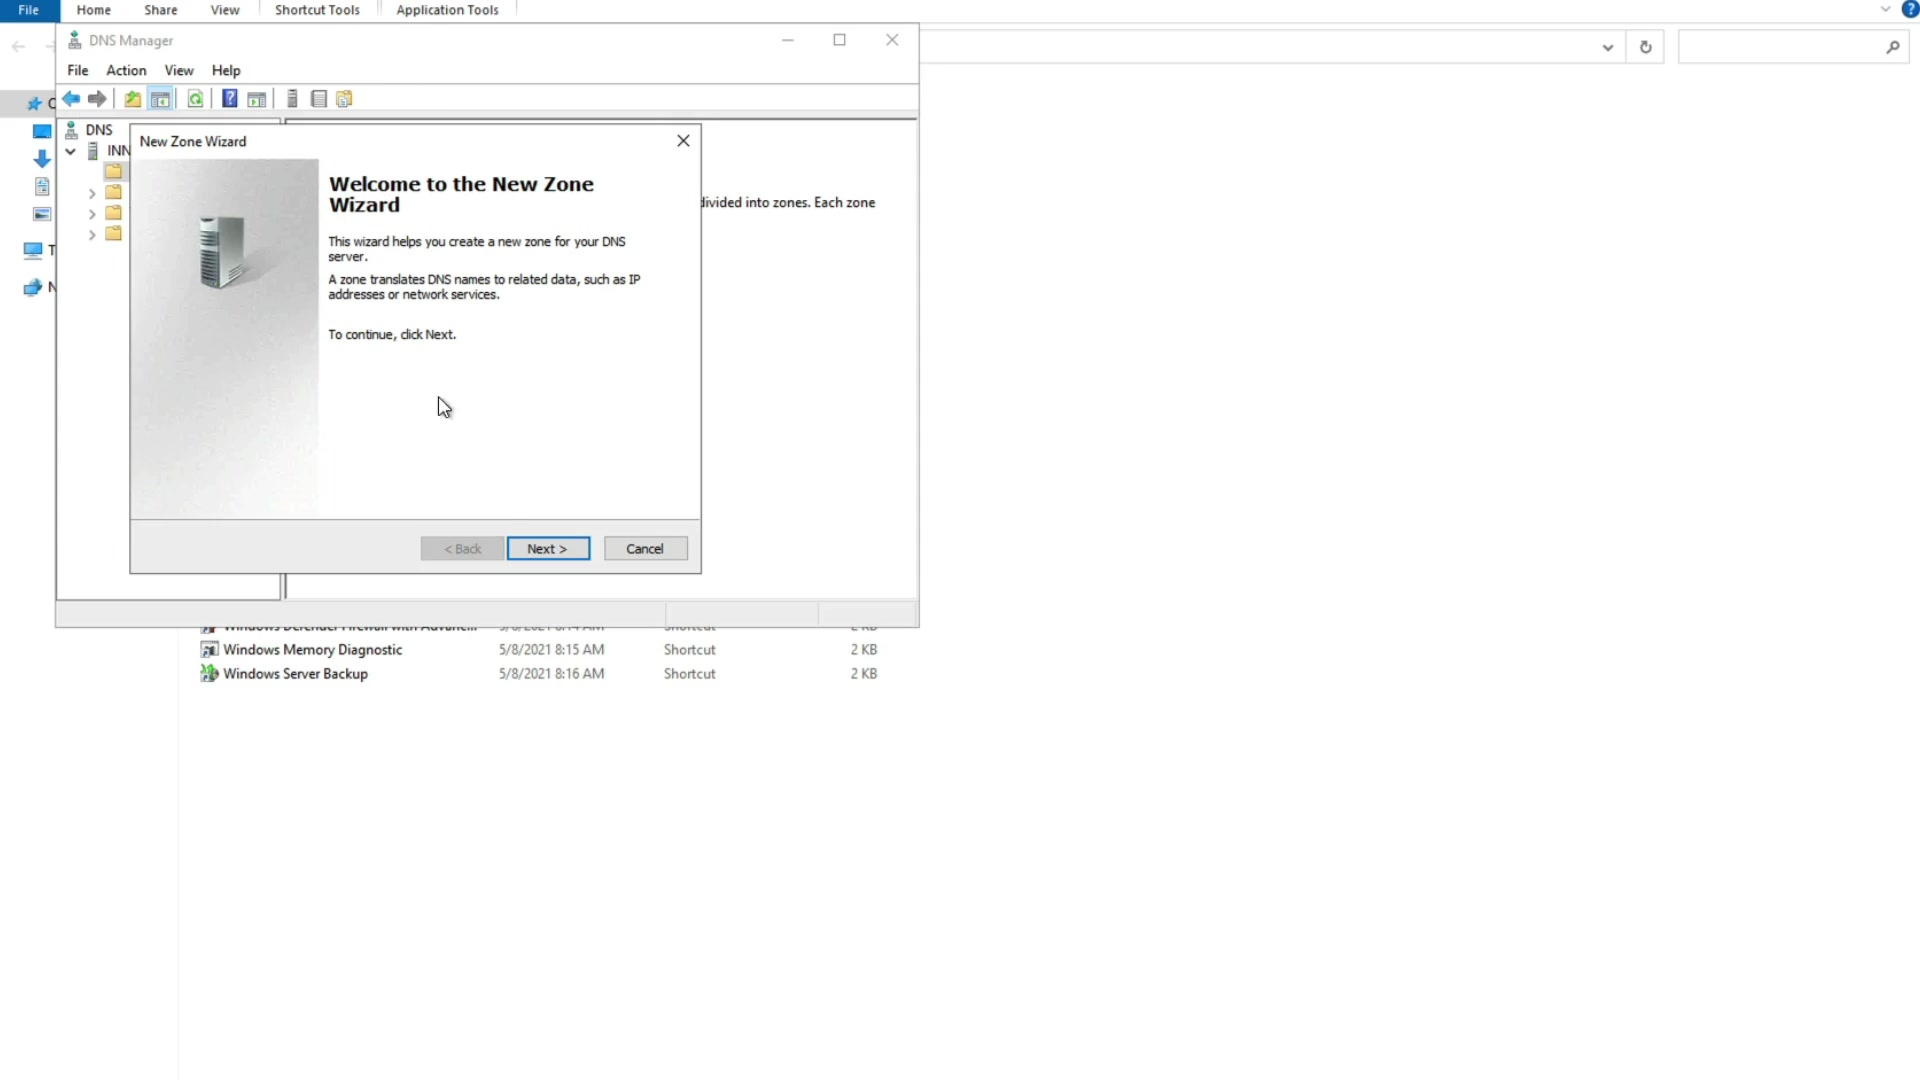 File Home Share View Shortcut Tools Application Tools
DNS Manager
File Action View Help
DNS
INN
New Zone Wizard
Welcome to the New Zone
Wizard
This wizard helps you create a new zone for your DNS
server.
A zone translates DNS names to related data, such as IP
addresses or network services.
To continue, click Next.
divided into zones. Each zone
< Back Next > Cancel
Windows Memory Diagnostic 5/8/2021 8:15 AM Shortcut 2 KB
Windows Server Backup 5/8/2021 8:16 AM Shortcut 2 KB